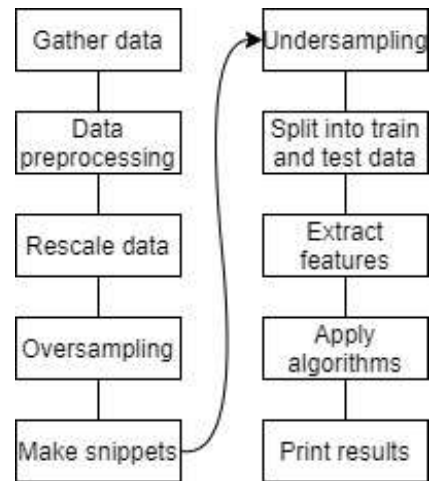 Gather data
Data
preprocessing
Rescale data
Oversampling
Make snippets
Undersampling
Split into train
and test data
Extract
features
Apply
algorithms
Print results